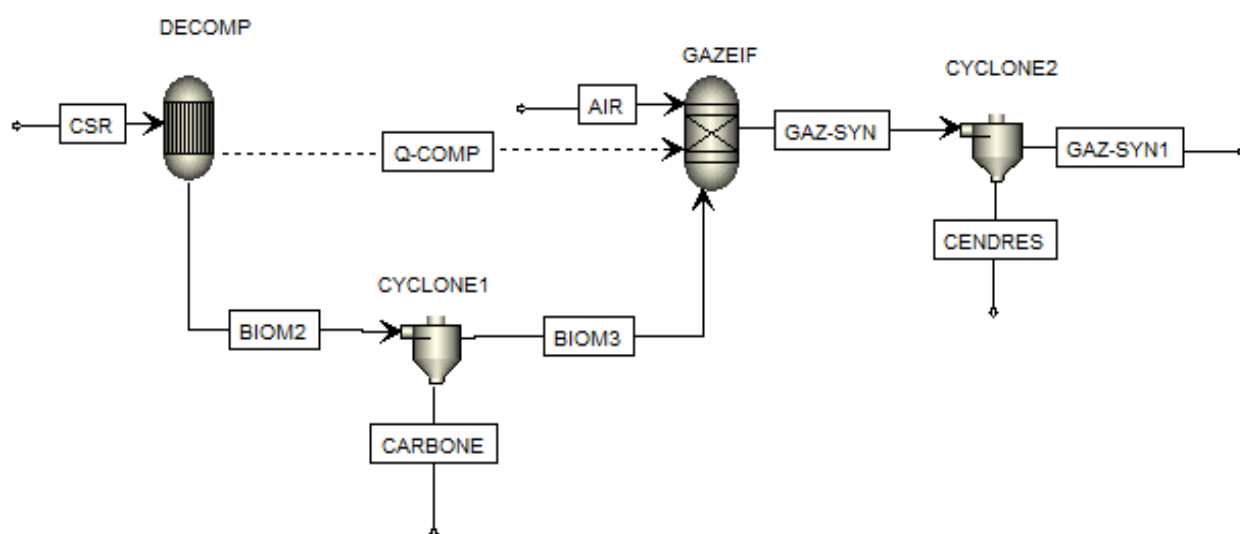 DECOMP
GAZEIF
CYCLONE2
CSR
AIR
GAZ-SYN
Q-COMP
GAZ-SYN1
CENDRES
CYCLONE1
BIOM2
BIOM3
CARBONE